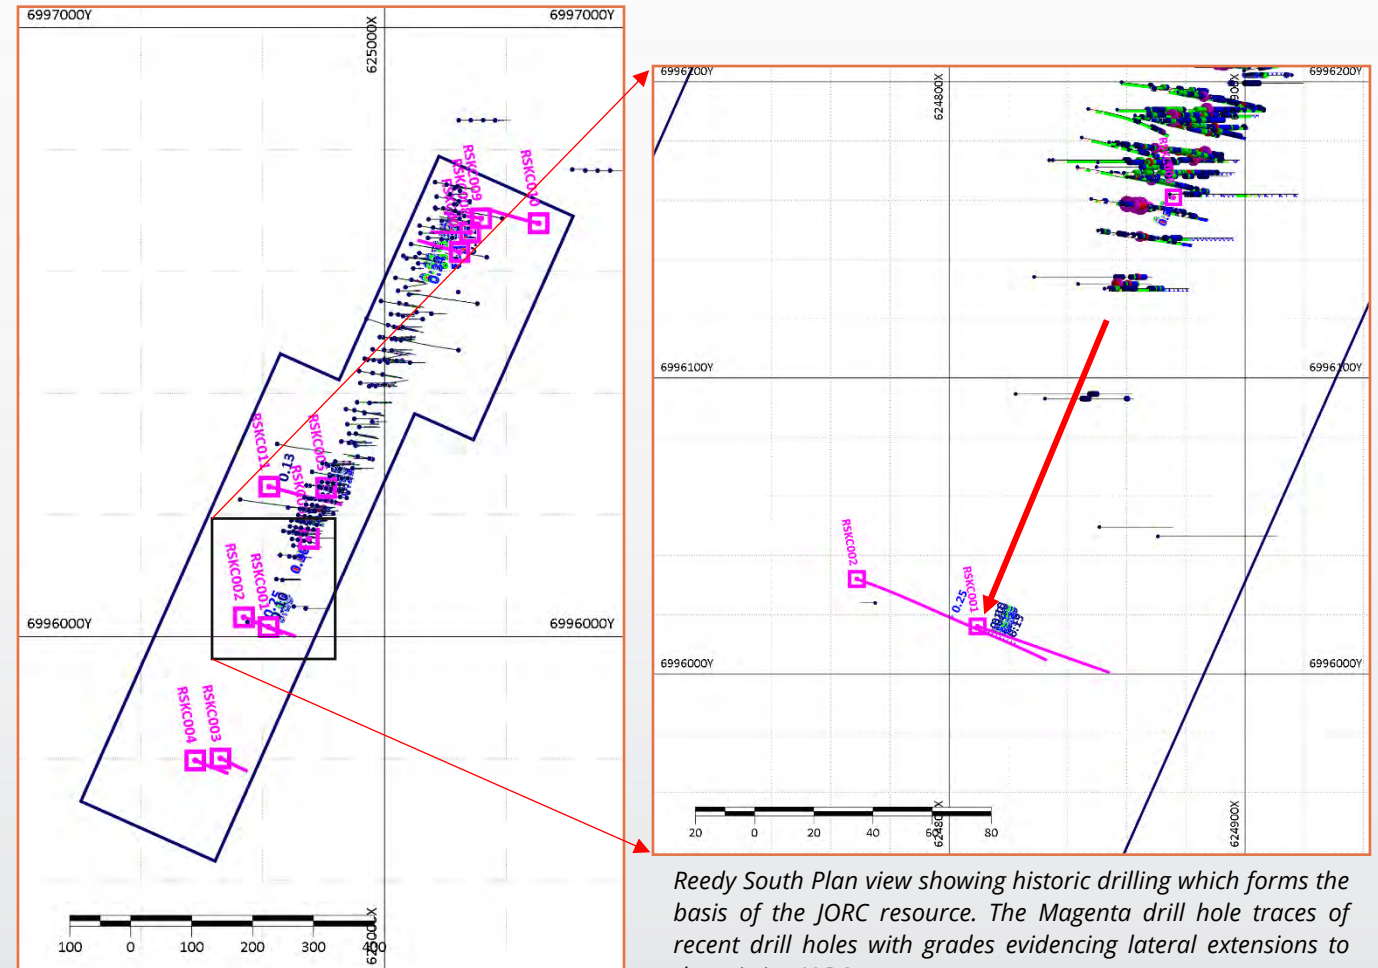 6997000Y
6997000Y
625000X
RSKC009
RSKC010
RSKC011
0.13
RSKC005
RSKC002
RSKC001
0.25
6996000Y
6996000Y
RSKC004
RSKC003
100 0 100 200 300 400
6996200Y
6996200Y
624800X
6996100Y
6996100Y
RSKC002
0.25
RSKC001
6996000Y
6996000Y
624900X
20 0 20 40 60 80
Reedy South Plan view showing historic drilling which forms the
basis of the JORC resource. The Magenta drill hole traces of
recent drill holes with grades evidencing lateral extensions to